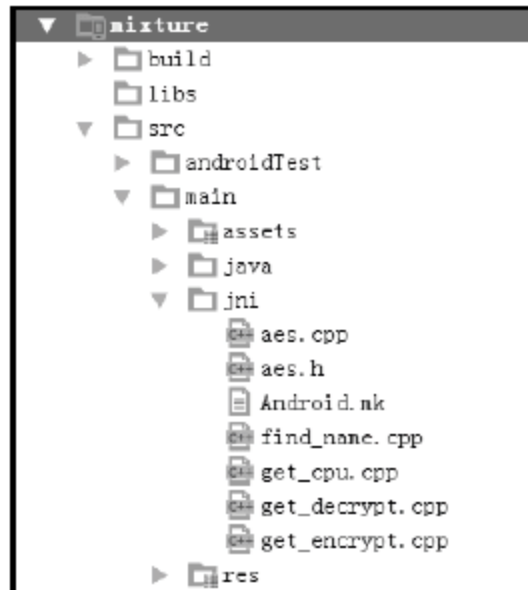 mixture
build
libs
src
androidTest
main
assets
java
jni
aes.cpp
aes.h
Android.mk
find_name.cpp
get_cpu.cpp
get_decrypt.cpp
get_encrypt.cpp
res